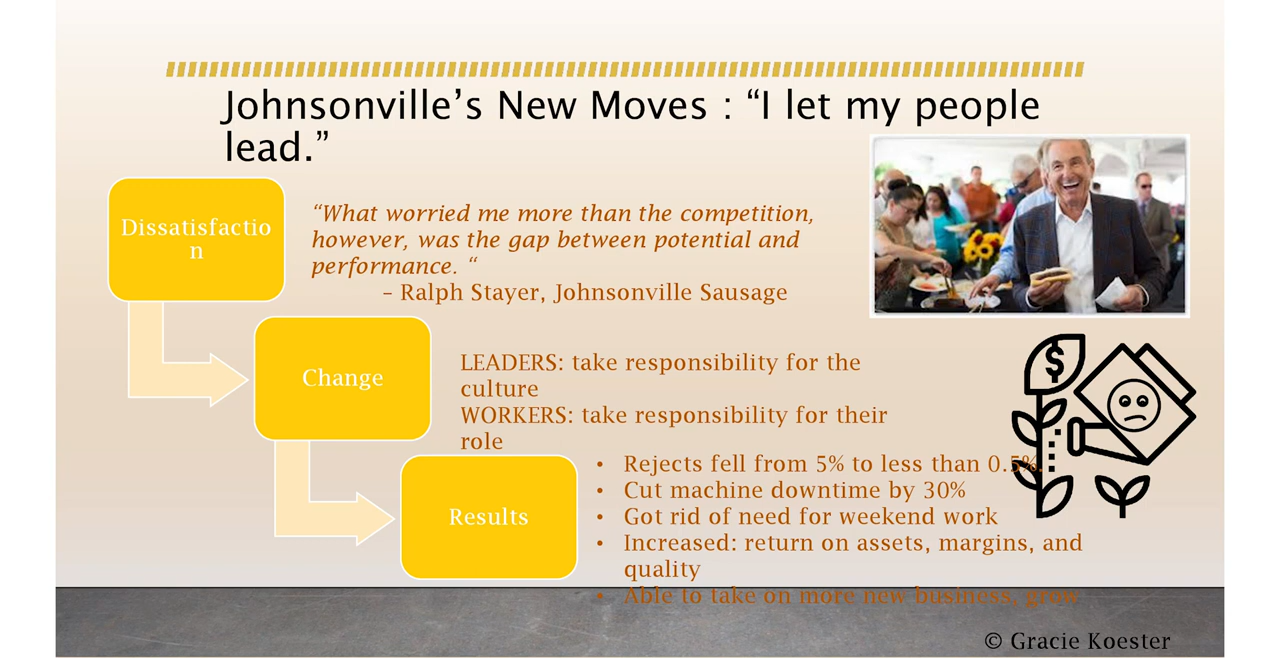 Johnsonville’s New Moves : “I let my people
lead.”
Dissatisfactio
n
“What worried me more than the competition,
however, was the gap between potential and
performance. “
– Ralph Stayer, Johnsonville Sausage
Change
LEADERS: take responsibility for the
culture
WORKERS: take responsibility for their
role
Results
• Rejects fell from 5% to less than 0.5%.
• Cut machine downtime by 30%
• Got rid of need for weekend work
• Increased: return on assets, margins, and
quality
• Able to take on more new business, grow
$
© Gracie Koester